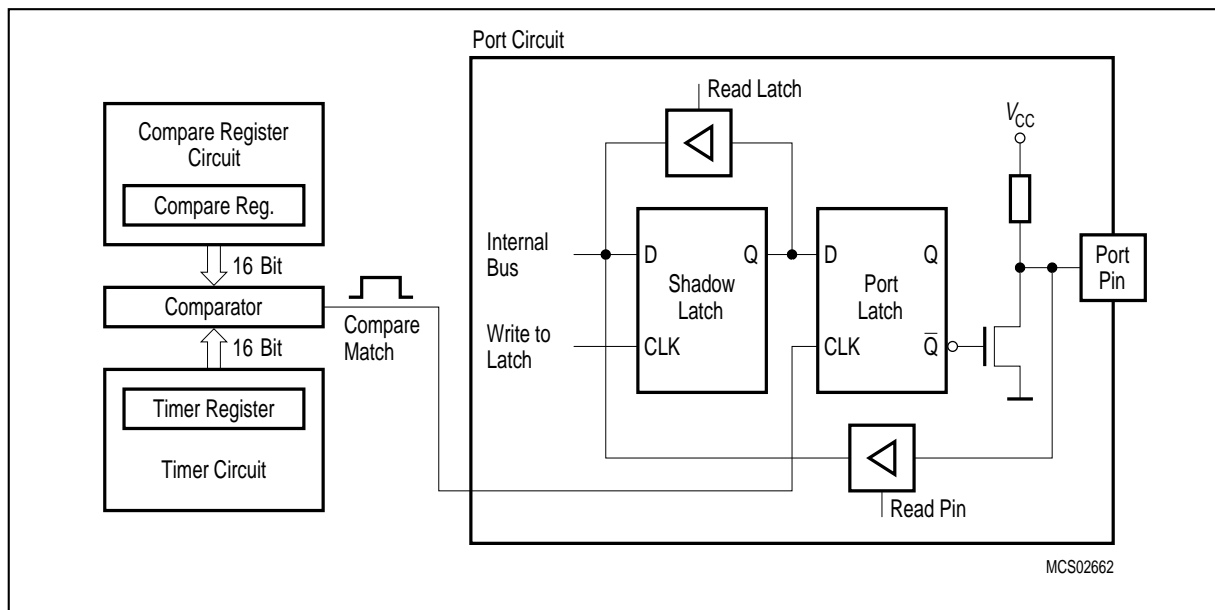 Port Circuit
Read Latch
V_CC
Compare Register
Circuit
Compare Reg.
16 Bit
Comparator
Compare
Match
16 Bit
Timer Register
Timer Circuit
Internal
Bus
Write to
Latch
D
Q
Shadow
Latch
CLK
D
Q
Port
Latch
CLK
Q̅
Port
Pin
Read Pin
MCS02662